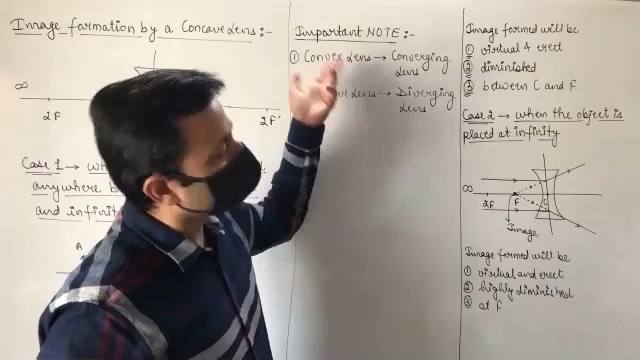 Image formation by a Concave Lens:-
∞
2F
2F'
Case 1 →
anywhere b
and infin
A
Important NOTE:-
① Convex Lens → Converging
Lens
Lens → Diverging
Lens
Image formed will be
① virtual & erect
② diminished
③ between C and F
Case 2 → when the object is
placed at infinity
∞
2F
F
C
Image
Image formed will be
① virtual and erect
② highly diminished
③ at F